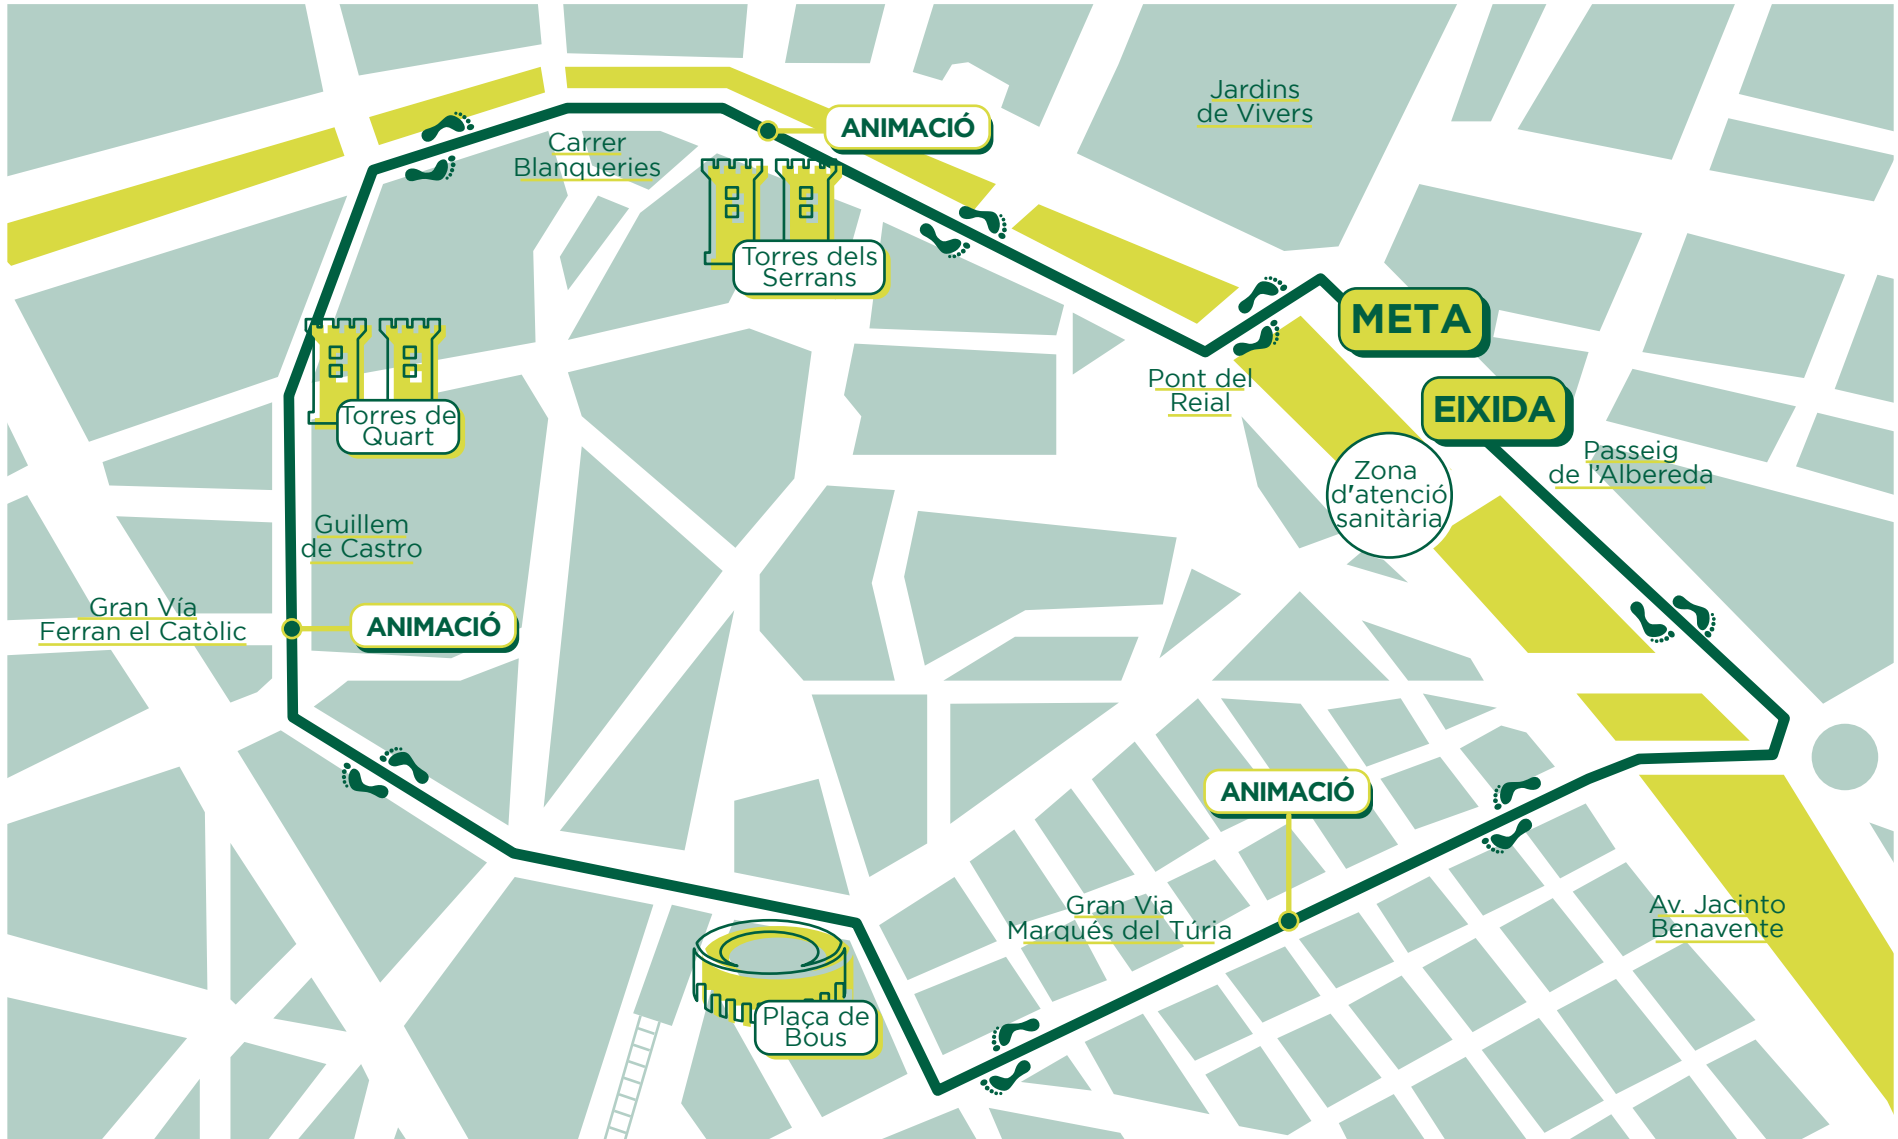 Jardins
de Vivers
ANIMACIÓ
Carrer
Blanqueries
Torres dels
Serrans
META
Pont del
Reial
EIXIDA
Torres de
Quart
Passeig
de l'Albereda
Zona
d'atenció
sanitària
Guillem
de Castro
Gran Vía
Ferran el Catòlic
ANIMACIÓ
ANIMACIÓ
Gran Via
Marqués del Túria
Av. Jacinto
Benavente
Plaça de
Bous